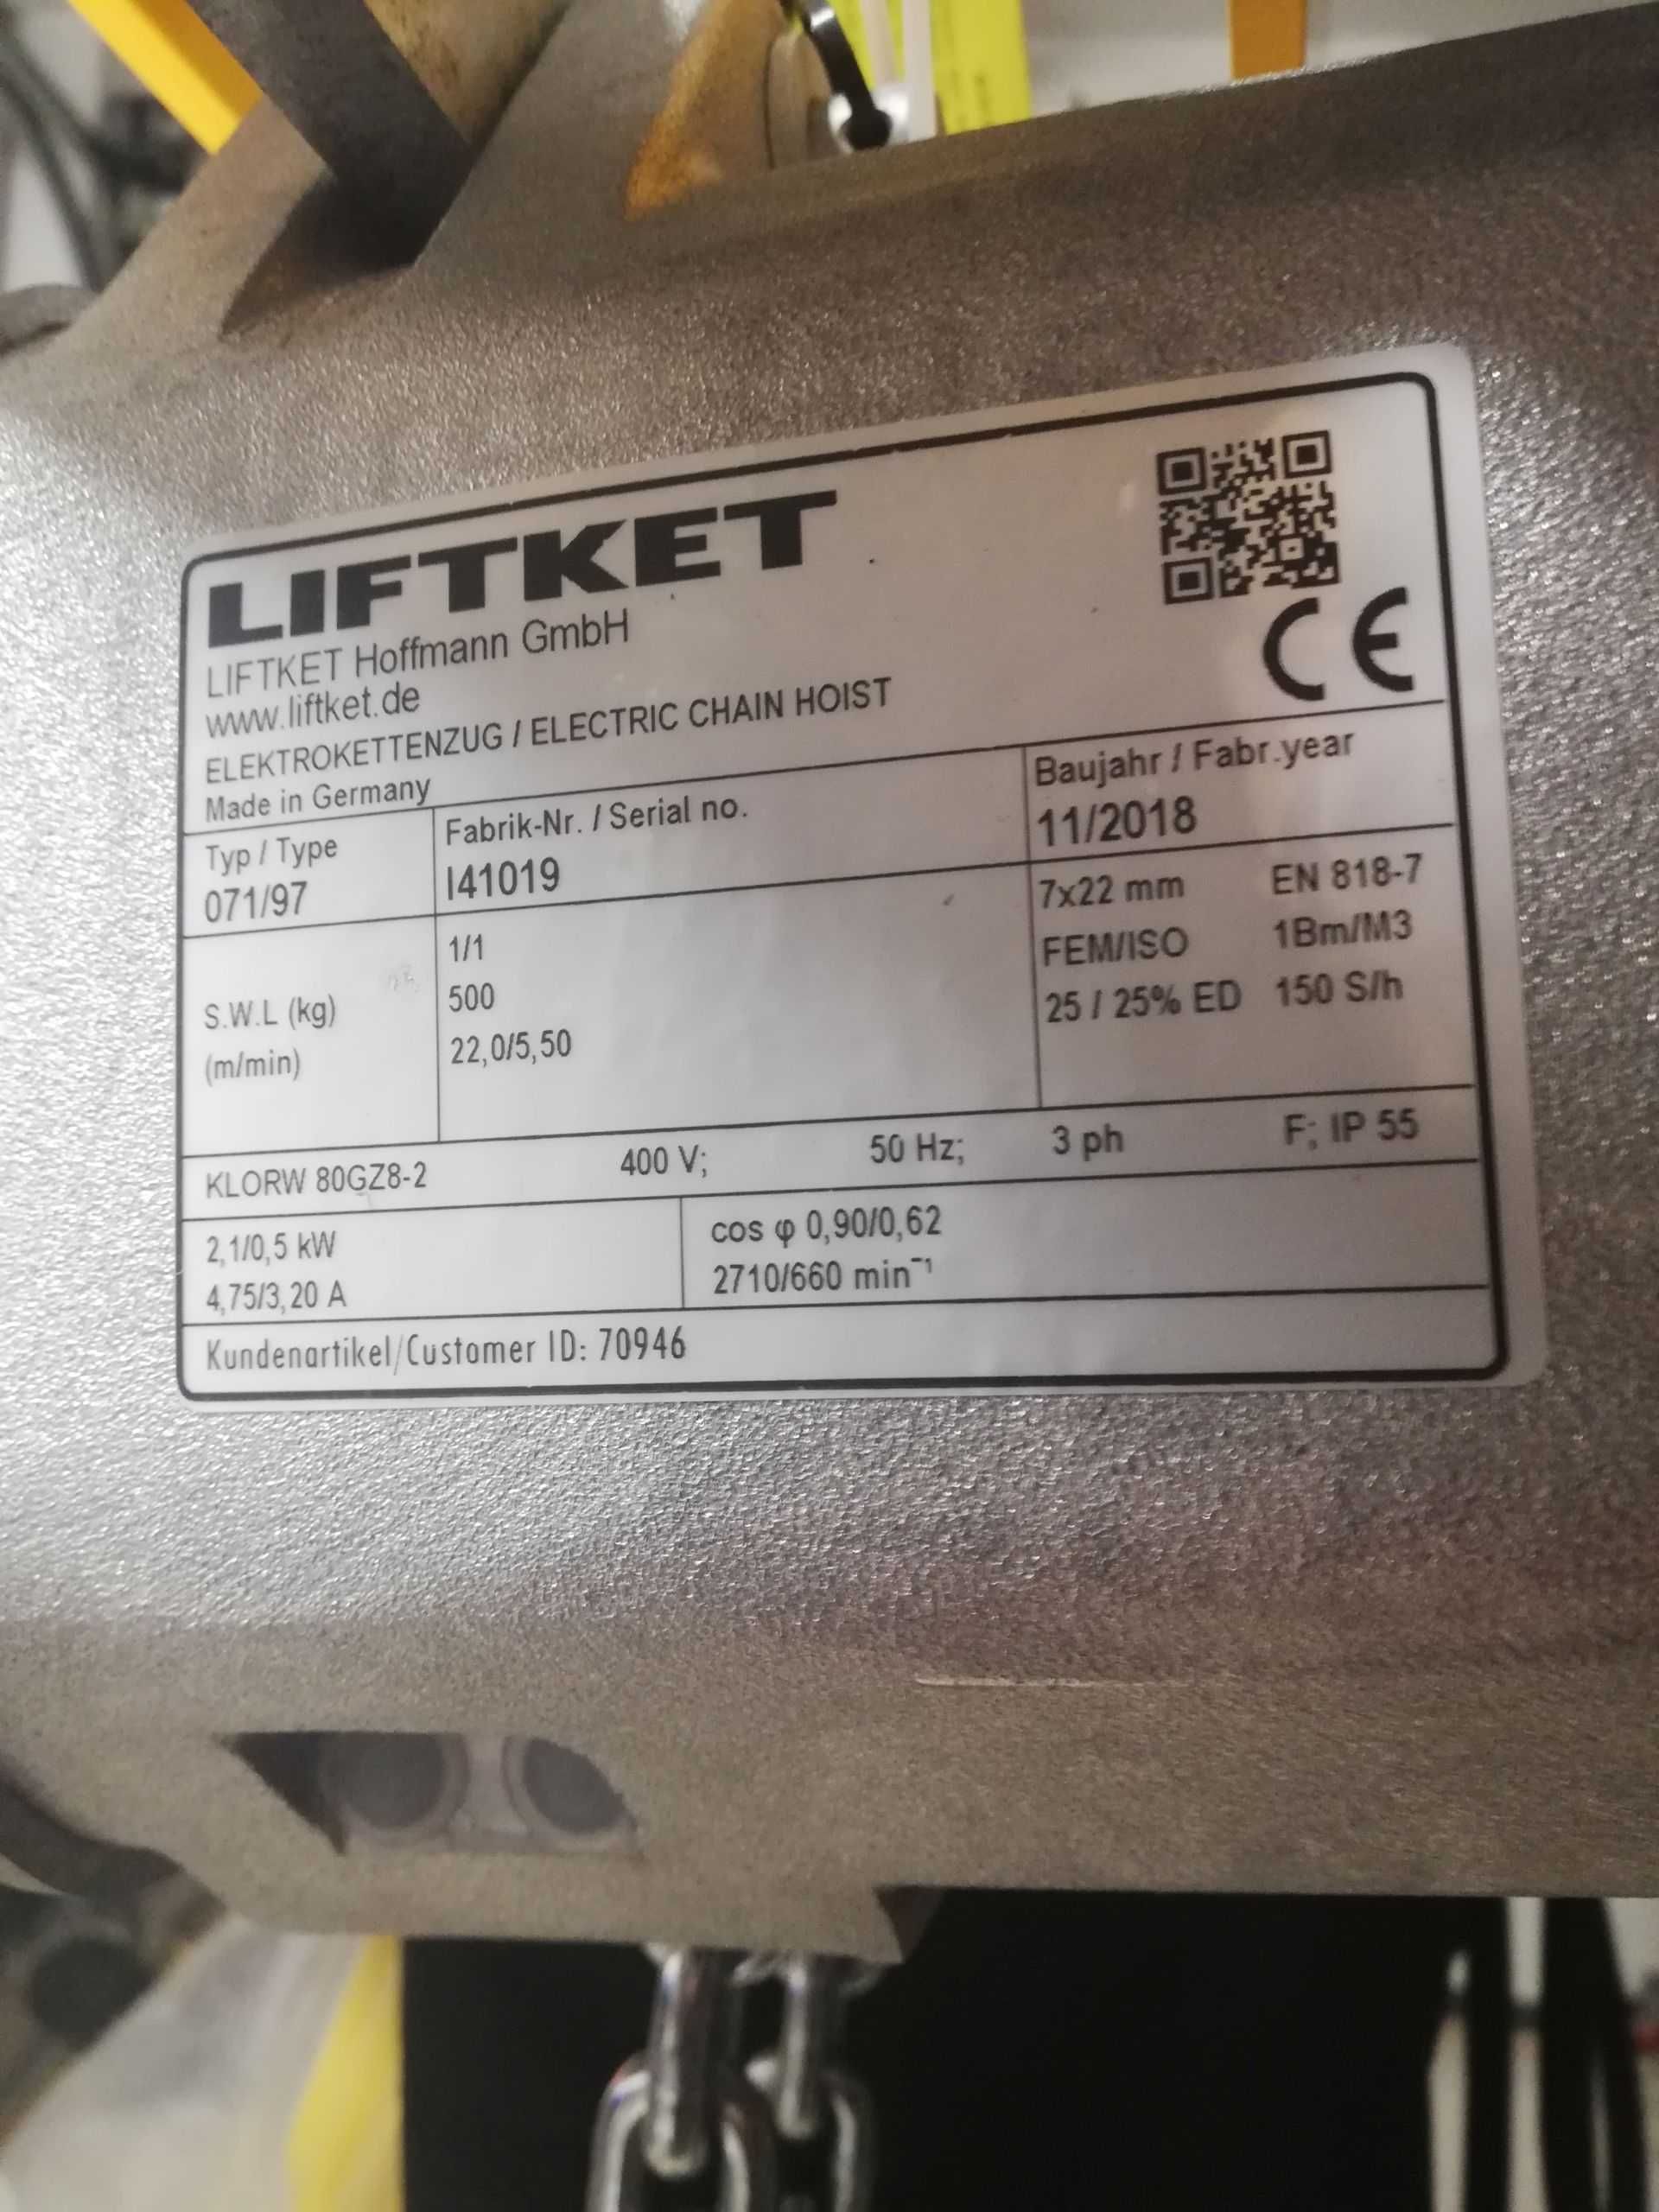 LIFTKET
LIFTKET Hoffmann GmbH
www.liftket.de
ELEKTROKETTENZUG / ELECTRIC CHAIN HOIST
Made in Germany
CE
Typ / Type
071/97
Fabrik-Nr. / Serial no.
I41019
Baujahr / Fabr.year
11/2018
S.W.L (kg)
(m/min)
1/1
500
22,0/5,50
7x22 mm EN 818-7
FEM/ISO 1Bm/M3
25 / 25% ED 150 S/h
KLORW 80GZ8-2 400 V; 50 Hz; 3 ph F; IP 55
2,1/0,5 kW
4,75/3,20 A
cos φ 0,90/0,62
2710/660 min⁻¹
Kundenartikel/Customer ID: 70946